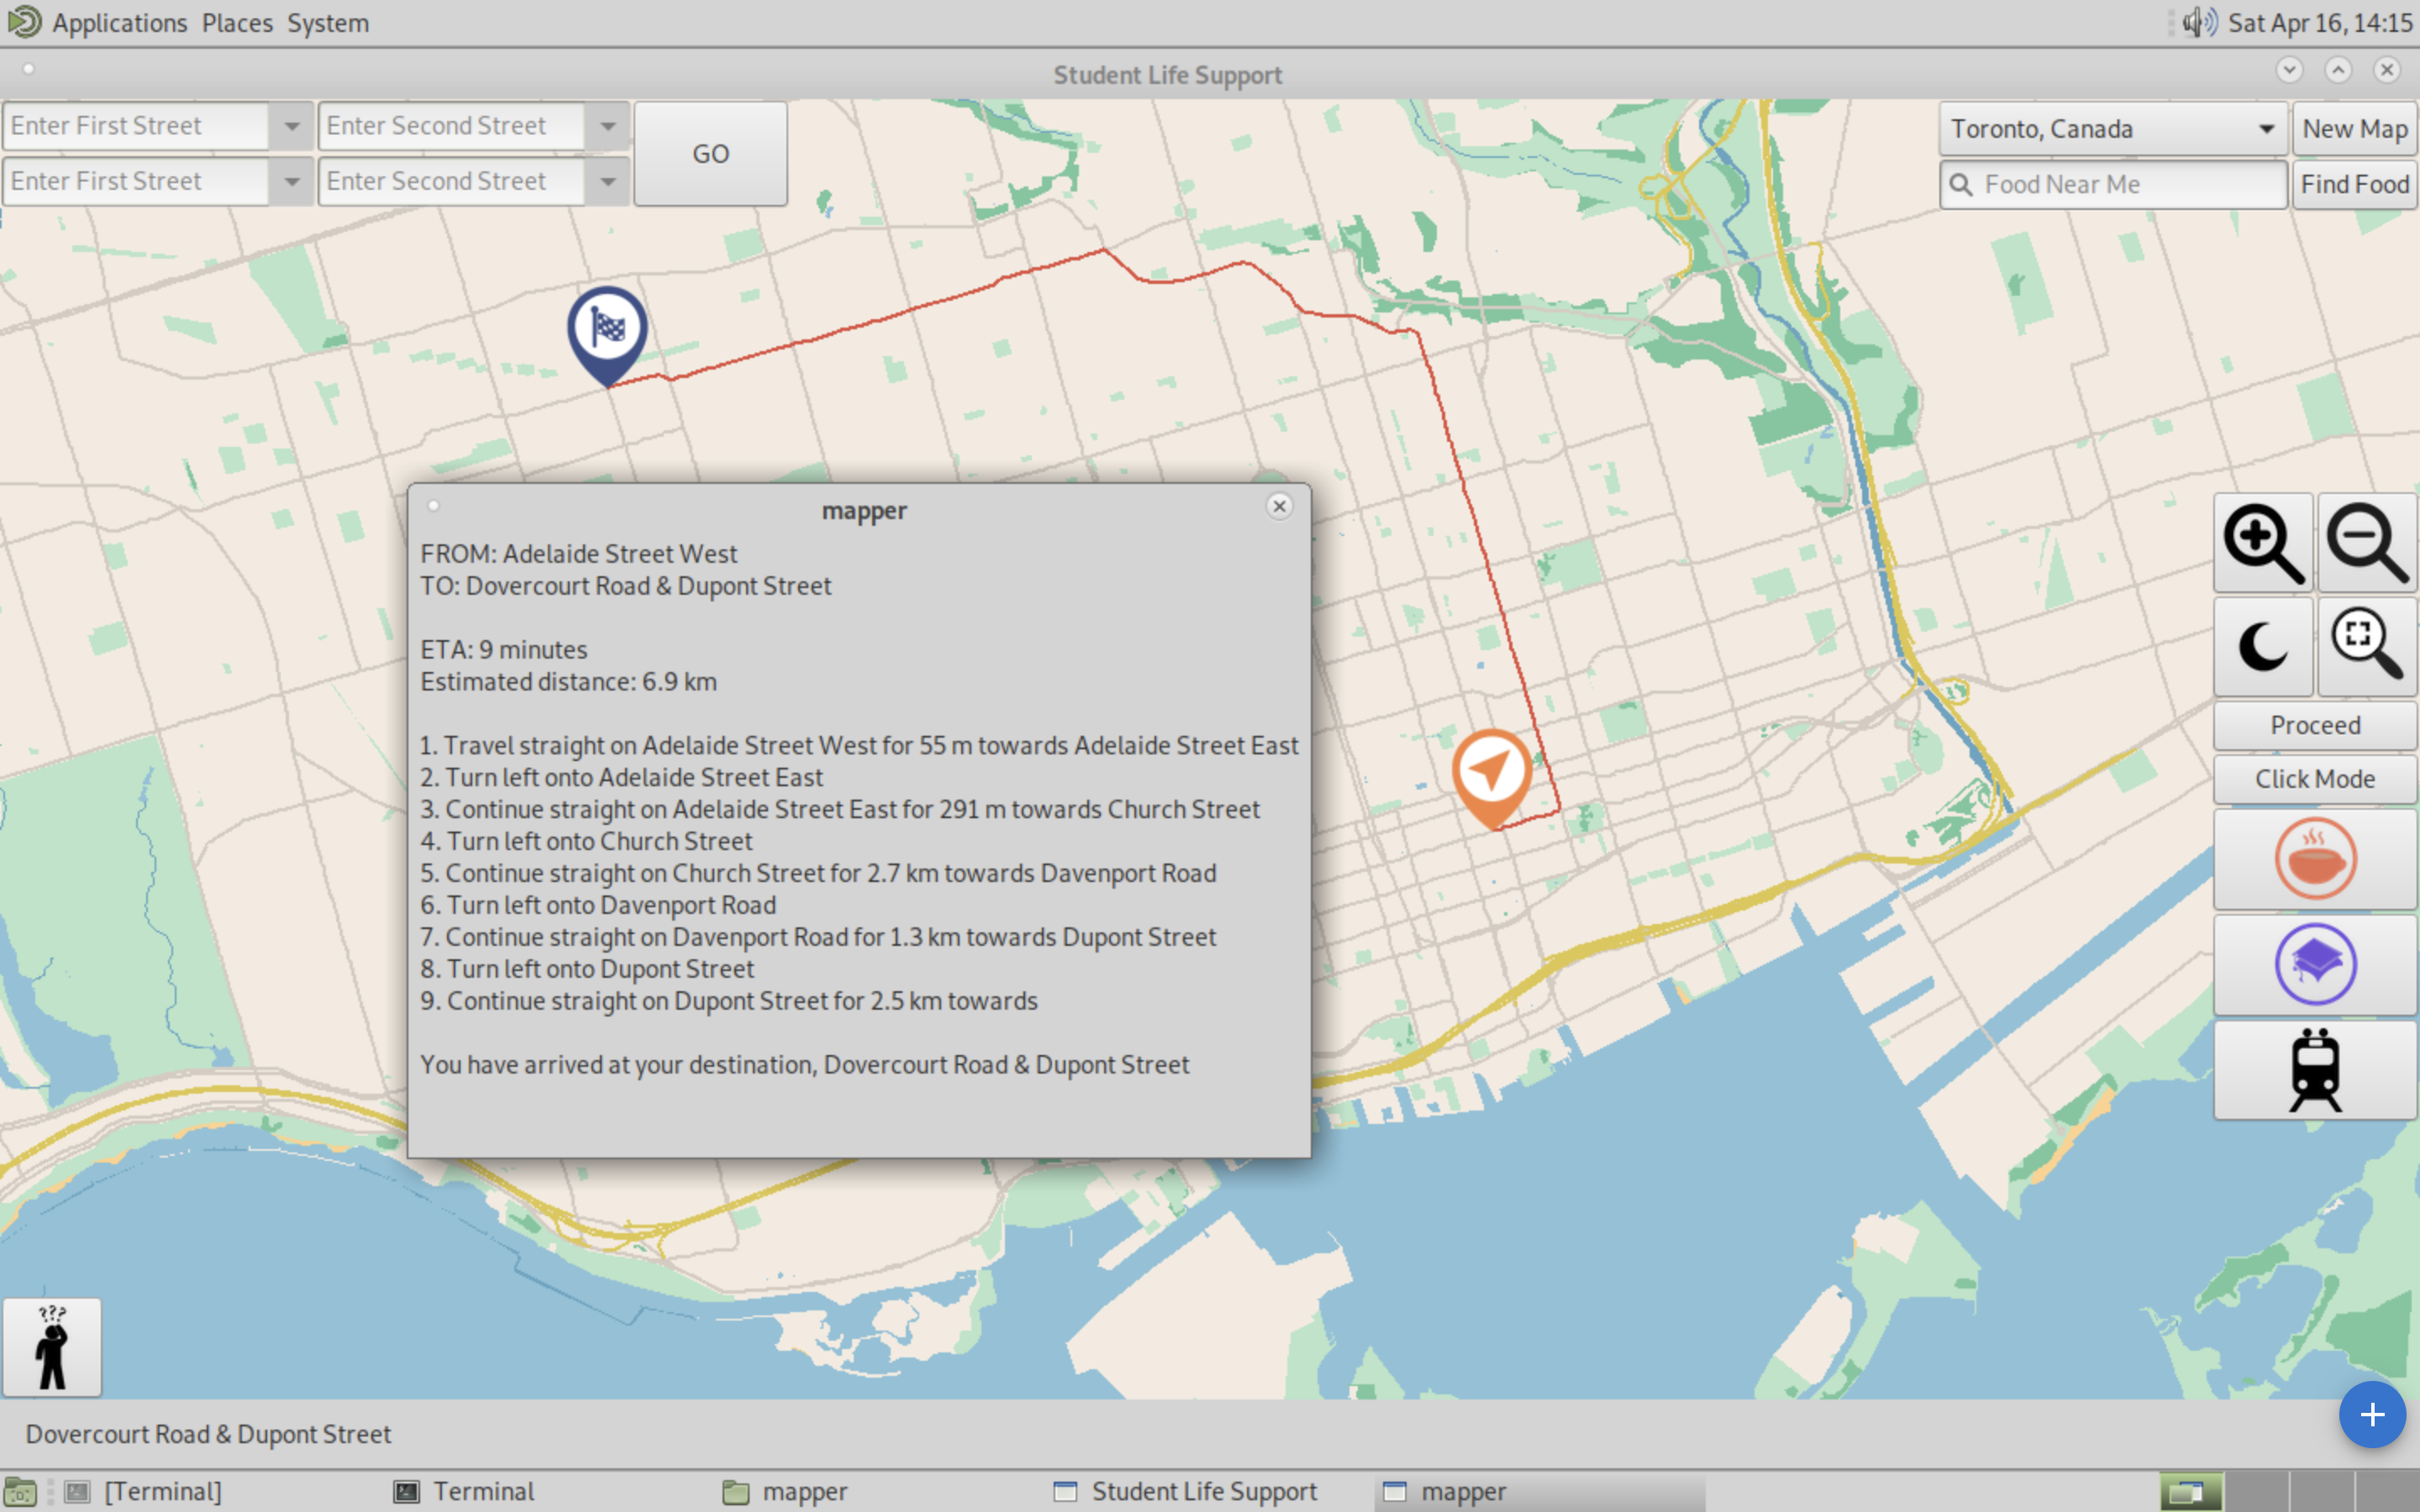 Applications Places System
Sat Apr 16, 14:15
Student Life Support
Enter First Street
Enter Second Street
GO
Enter First Street
Enter Second Street
Toronto, Canada
New Map
Food Near Me
Find Food
mapper
FROM: Adelaide Street West
TO: Dovercourt Road & Dupont Street
ETA: 9 minutes
Estimated distance: 6.9 km
1. Travel straight on Adelaide Street West for 55 m towards Adelaide Street East
2. Turn left onto Adelaide Street East
3. Continue straight on Adelaide Street East for 291 m towards Church Street
4. Turn left onto Church Street
5. Continue straight on Church Street for 2.7 km towards Davenport Road
6. Turn left onto Davenport Road
7. Continue straight on Davenport Road for 1.3 km towards Dupont Street
8. Turn left onto Dupont Street
9. Continue straight on Dupont Street for 2.5 km towards
You have arrived at your destination, Dovercourt Road & Dupont Street
Proceed
Click Mode
???
Dovercourt Road & Dupont Street
[Terminal]
Terminal
mapper
Student Life Support
mapper